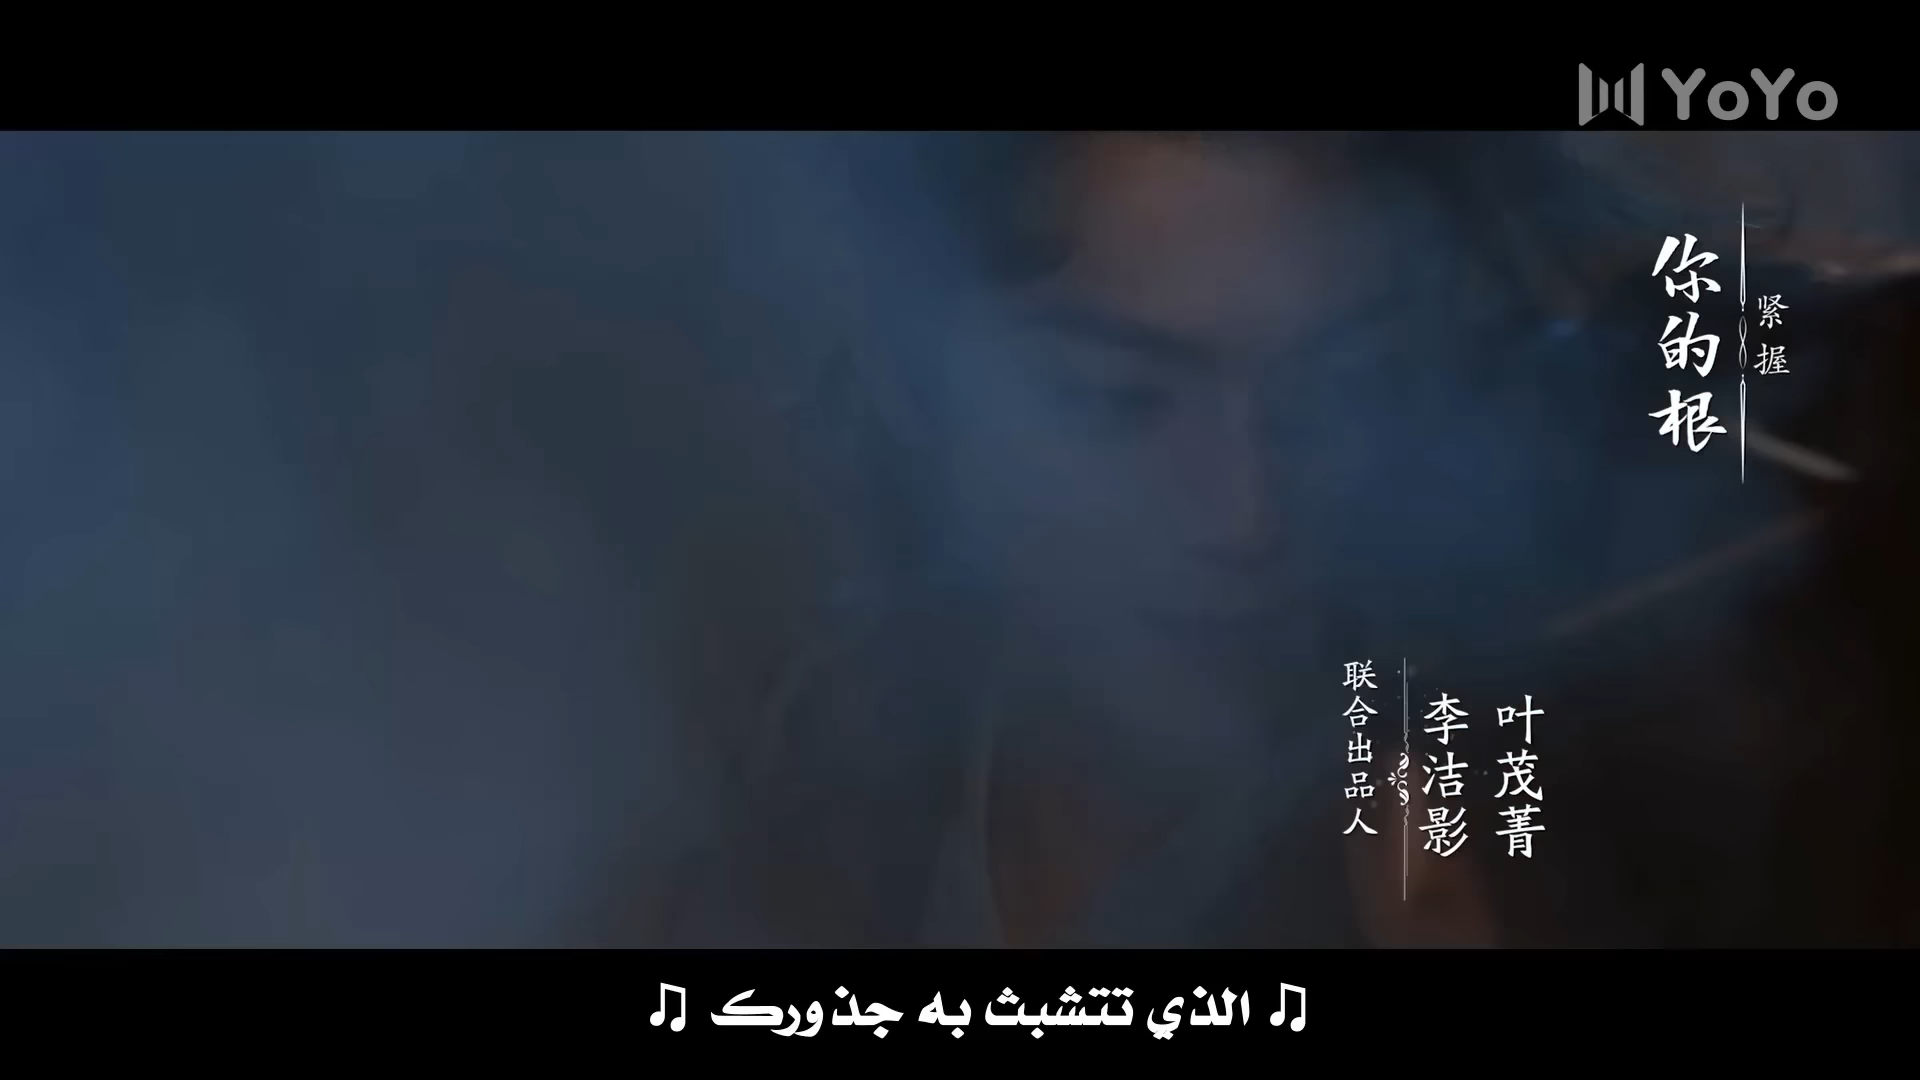 YoYo
紧握
你的根
联合出品人
李洁影
叶茂菁
♫ الذي تتشبث به جذورك ♫